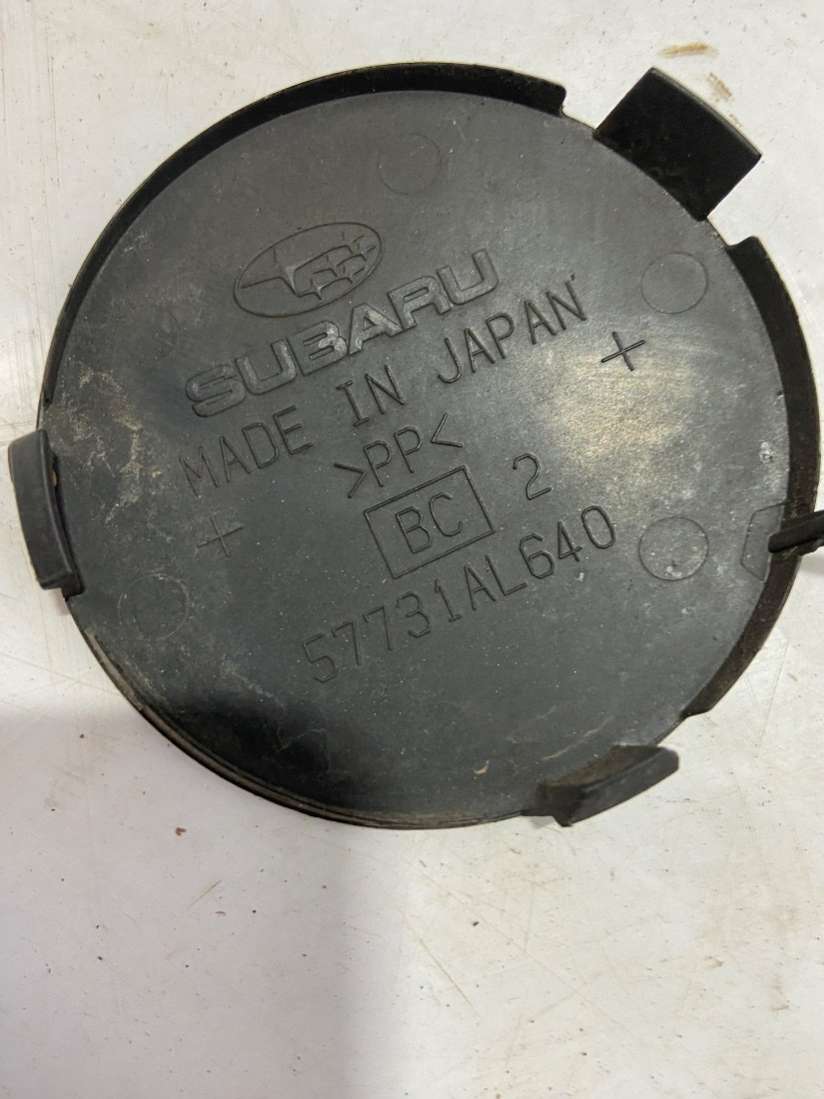 SUBARU
MADE IN JAPAN
>PP<
BC 2
57731AL640